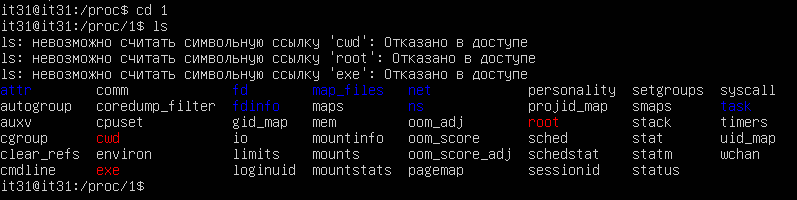 it31@it31:/proc$ cd 1
it31@it31:/proc/1$ ls
ls: невозможно считать символьную ссылку 'cwd': Отказано в доступе
ls: невозможно считать символьную ссылку 'root': Отказано в доступе
ls: невозможно считать символьную ссылку 'exe': Отказано в доступе
attr comm fd map_files net personality setgroups syscall
autogroup coredump_filter fdinfo maps ns projid_map smaps task
auxv cpuset gid_map mem oom_adj root stack timers
cgroup cwd io mountinfo oom_score sched stat uid_map
clear_refs environ limits mounts oom_score_adj schedstat statm wchan
cmdline exe loginuid mountstats pagemap sessionid status
it31@it31:/proc/1$